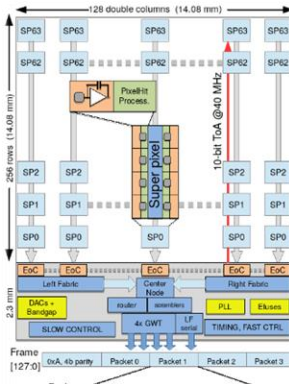 128 double columns (14.08 mm)
SP63 SP63 SP63 SP63 SP63
SP62 SP62 SP62 SP62 SP62
PixelHit
Process.
Super pixel
256 rows (14.08 mm)
10-bit ToA @40 MHz
SP2 SP2 SP2 SP2
SP1 SP1 SP1 SP1
SP0 SP0 SP0 SP0 SP0
EoC EoC EoC EoC EoC
Left Fabric Center Node Right Fabric
2.3 mm
DACs + Bandgap
router assemblers
PLL Efuses
SLOW CONTROL
4x GWT
LF serial
TIMING, FAST CTRL
Frame
[127:0]
0xA, 4b parity Packet 0 Packet 1 Packet 2 Packet 3